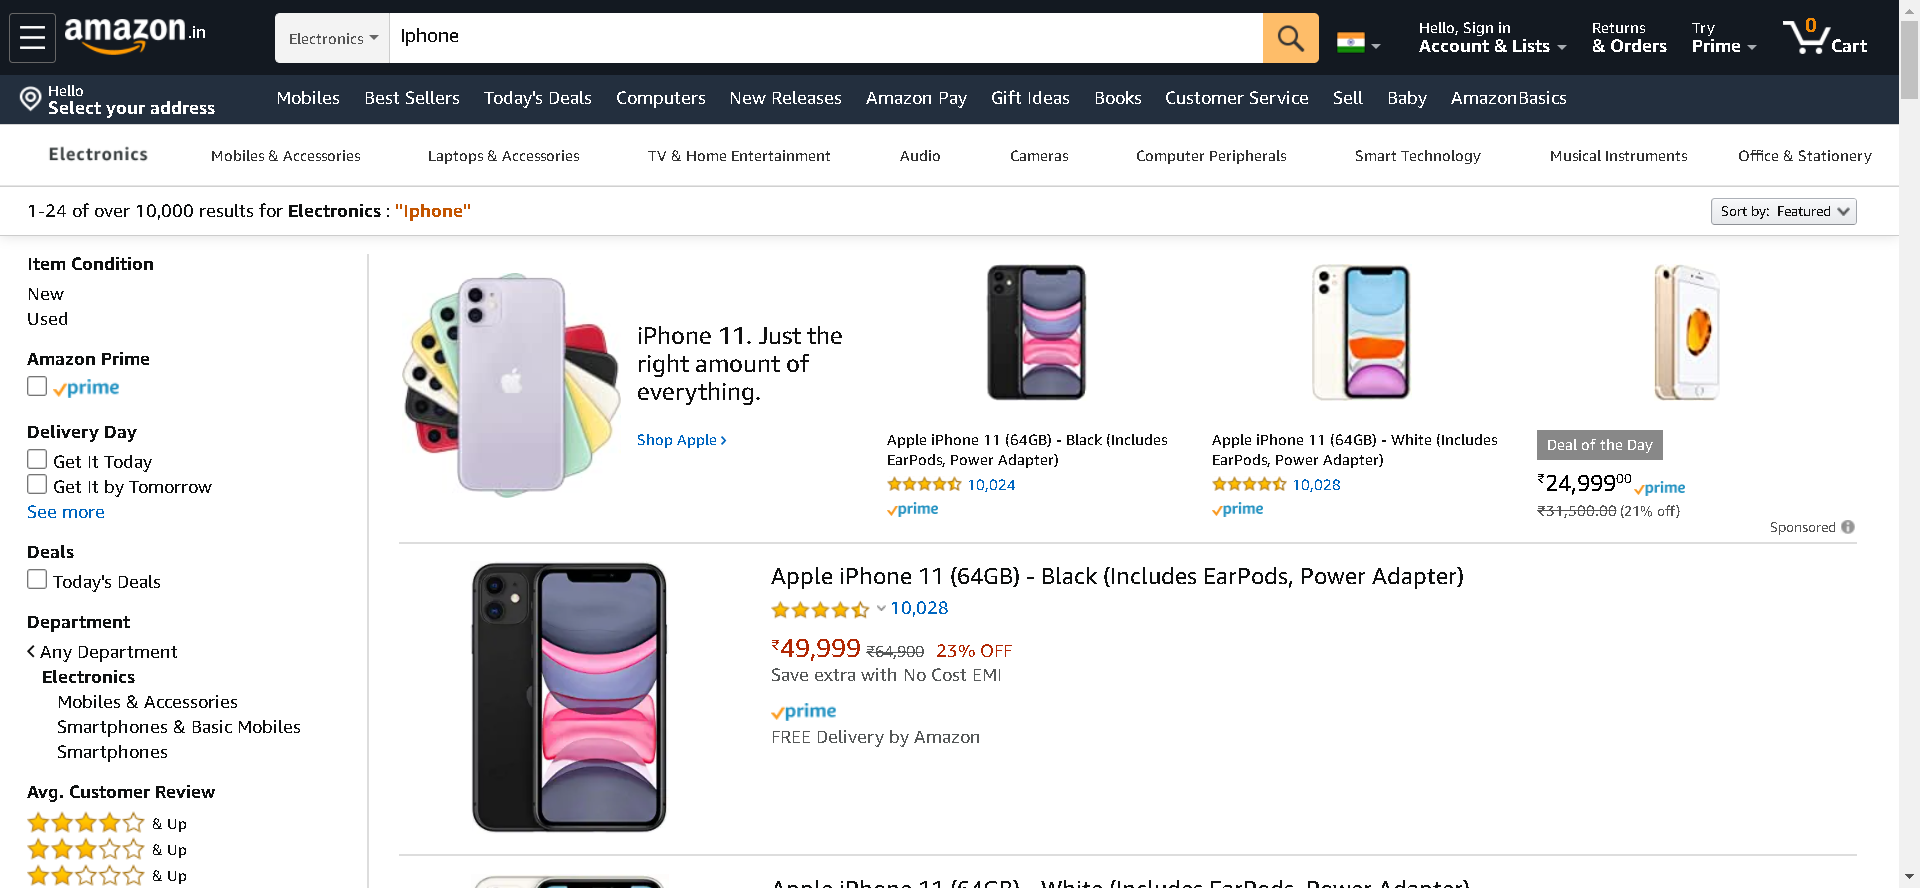 amazon.in
Electronics
Iphone
Hello, Sign in
Account & Lists
Returns
& Orders
Try
Prime
0
Cart
Hello
Select your address
Mobiles Best Sellers Today's Deals Computers New Releases Amazon Pay Gift Ideas Books Customer Service Sell Baby AmazonBasics
Electronics Mobiles & Accessories Laptops & Accessories TV & Home Entertainment Audio Cameras Computer Peripherals Smart Technology Musical Instruments Office & Stationery
1-24 of over 10,000 results for Electronics : "Iphone"
Sort by: Featured
Item Condition
New
Used
Amazon Prime
prime
Delivery Day
Get It Today
Get It by Tomorrow
See more
Deals
Today's Deals
Department
Any Department
Electronics
Mobiles & Accessories
Smartphones & Basic Mobiles
Smartphones
Avg. Customer Review
& Up
& Up
& Up
iPhone 11. Just the
right amount of
everything.
Shop Apple ›
Apple iPhone 11 (64GB) - Black (Includes
EarPods, Power Adapter)
10,024
prime
Apple iPhone 11 (64GB) - White (Includes
EarPods, Power Adapter)
10,028
prime
Deal of the Day
₹24,99900 prime
₹31,500.00 (21% off)
Sponsored
Apple iPhone 11 (64GB) - Black (Includes EarPods, Power Adapter)
10,028
₹49,999 ₹64,900 23% OFF
Save extra with No Cost EMI
prime
FREE Delivery by Amazon
Apple iPhone 11 (64GB) - White (Includes EarPods, Power Adapter)